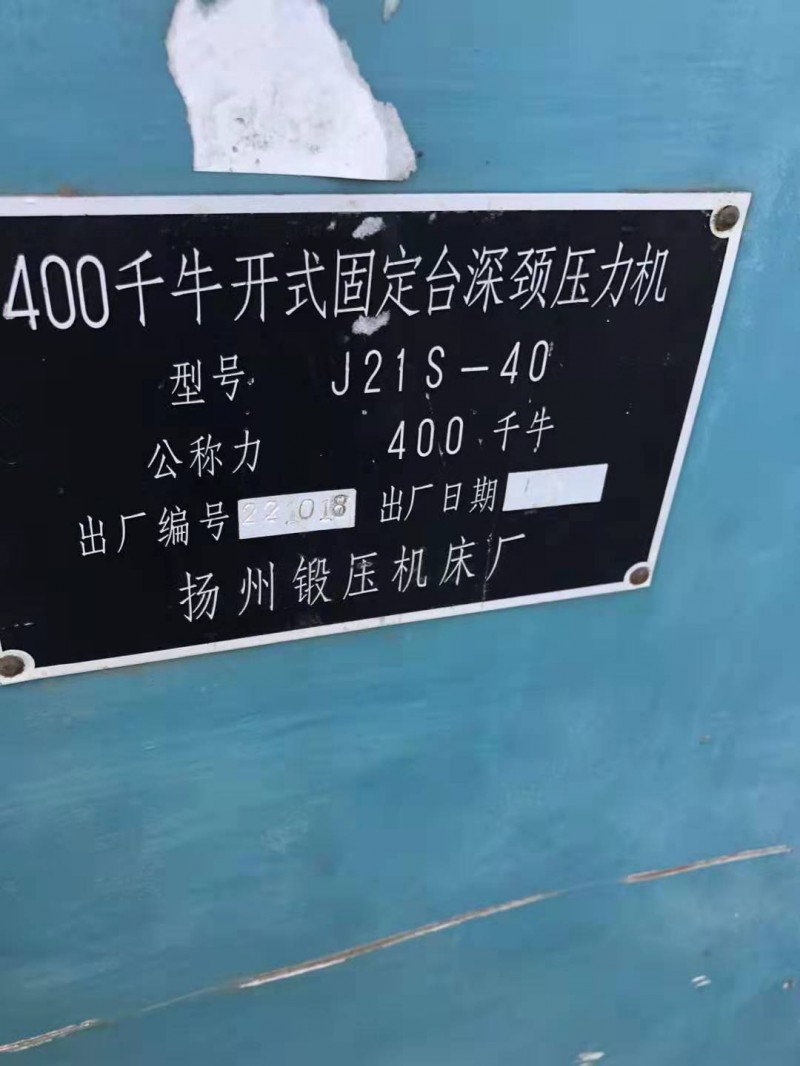 400千牛开式固定台深颈压力机
型号 J21S-40
公称力 400 千牛
出厂编号 221018 出厂日期
扬州锻压机床厂